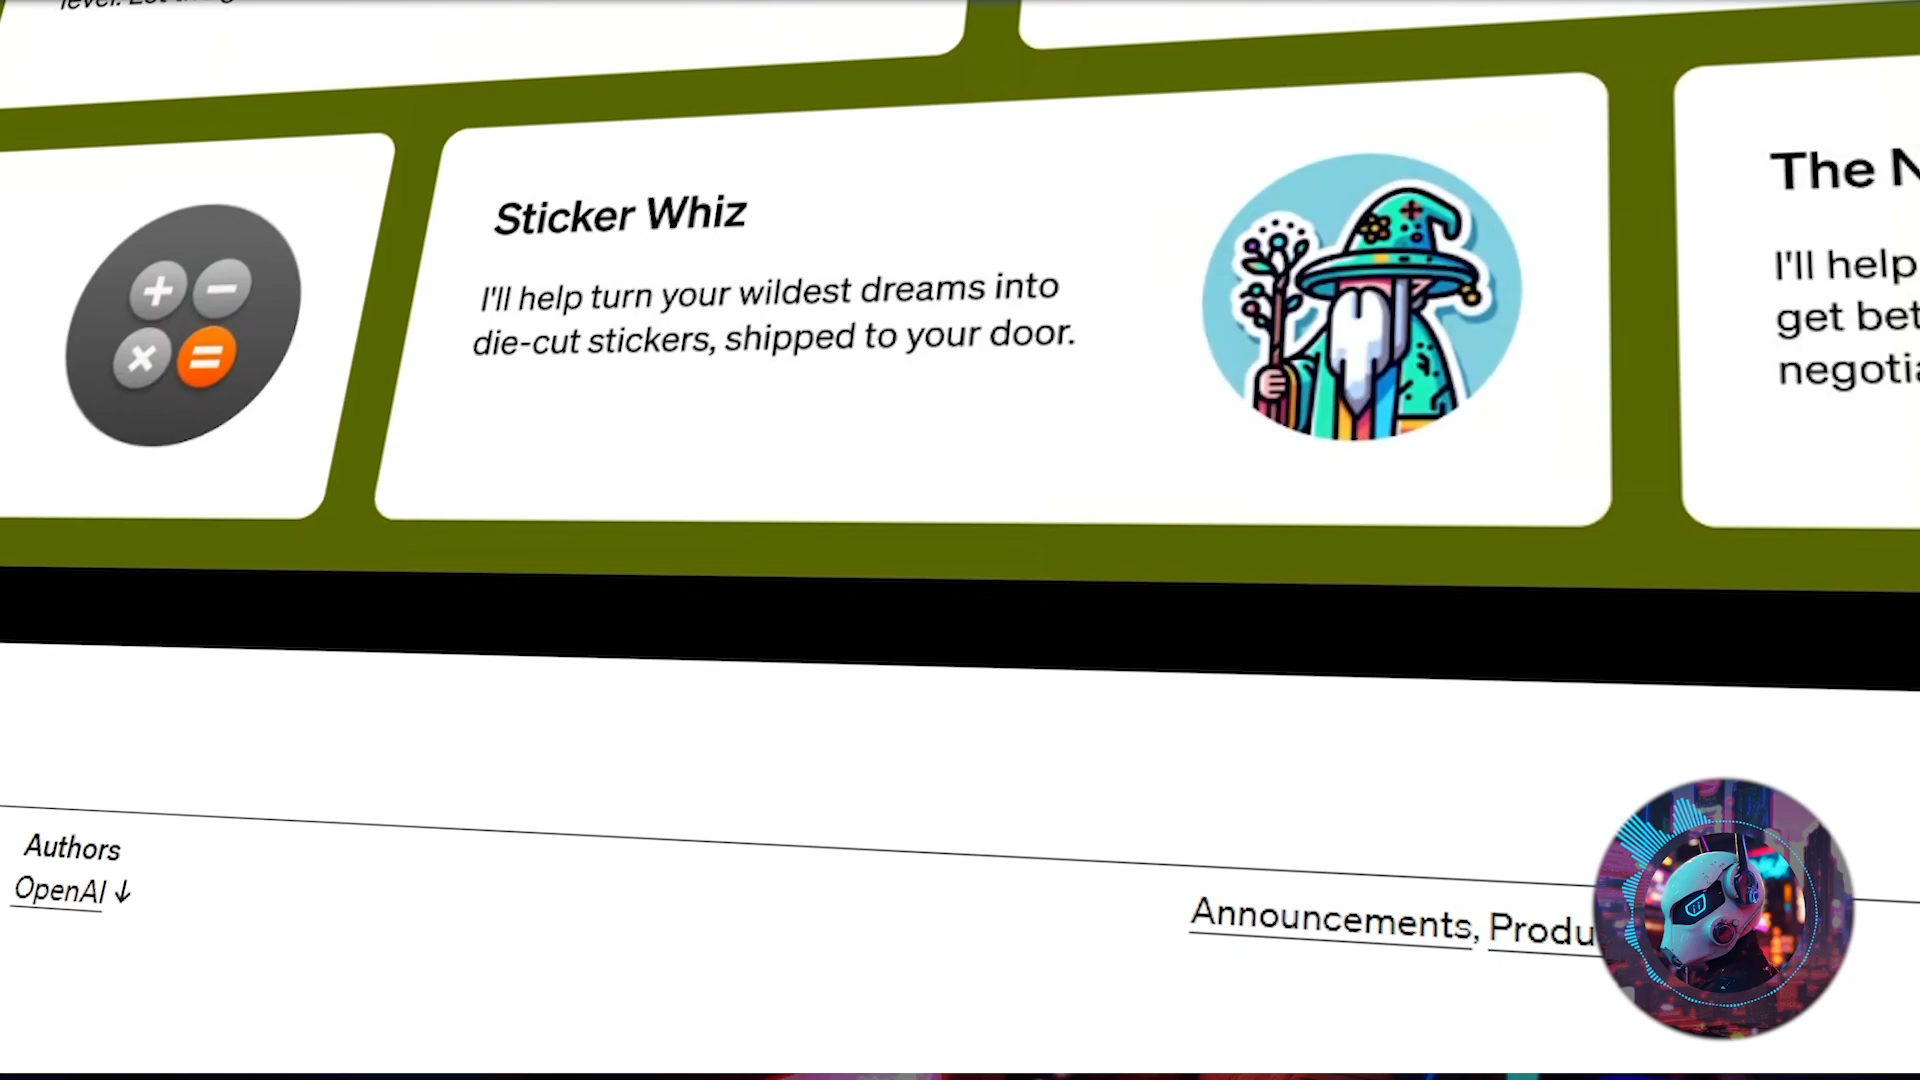 Sticker Whiz
I'll help turn your wildest dreams into
die-cut stickers, shipped to your door.
The
I'll help
get
Authors
OpenAI ↓
Announcements,